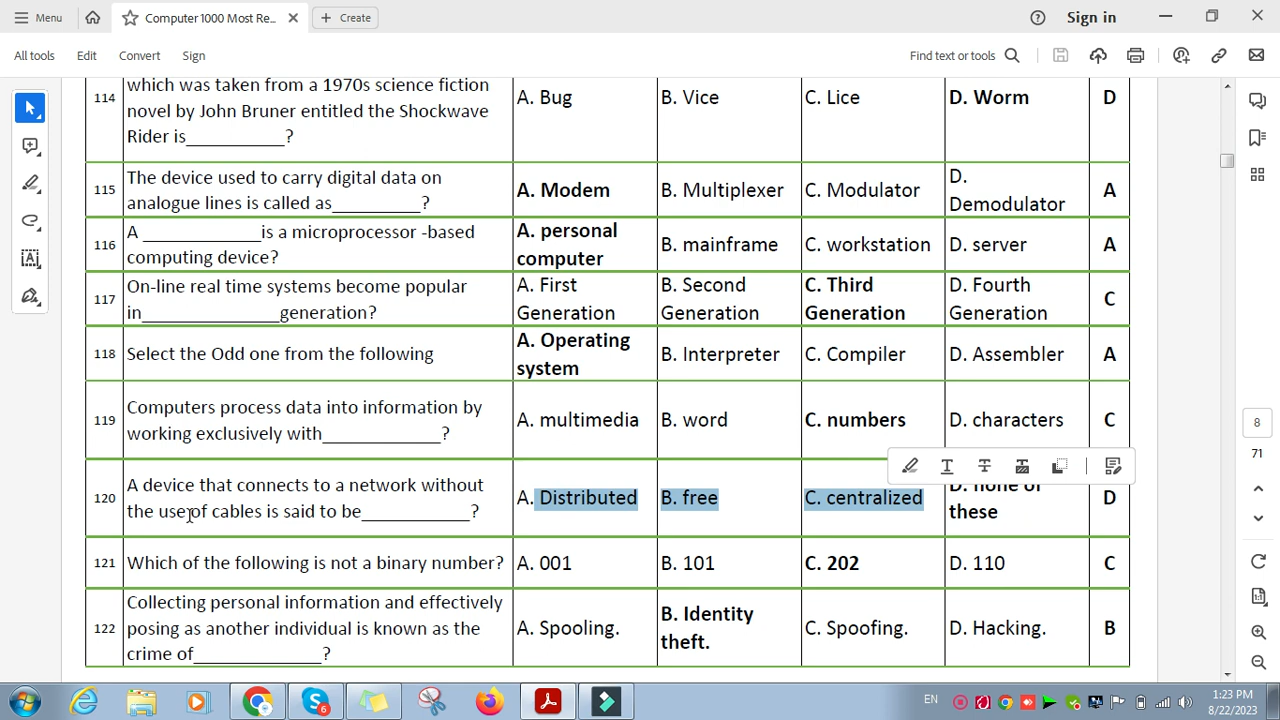 Menu
Computer 1000 Most Re...
Create
Sign in
All tools
Edit
Convert
Sign
Find text or tools
114
which was taken from a 1970s science fiction
novel by John Bruner entitled the Shockwave
Rider is__________?
A. Bug
B. Vice
C. Lice
D. Worm
D
115
The device used to carry digital data on
analogue lines is called as_________?
A. Modem
B. Multiplexer
C. Modulator
D.
Demodulator
A
116
A ____________is a microprocessor -based
computing device?
A. personal
computer
B. mainframe
C. workstation
D. server
A
117
On-line real time systems become popular
in______________generation?
A. First
Generation
B. Second
Generation
C. Third
Generation
D. Fourth
Generation
C
118
Select the Odd one from the following
A. Operating
system
B. Interpreter
C. Compiler
D. Assembler
A
119
Computers process data into information by
working exclusively with____________?
A. multimedia
B. word
C. numbers
D. characters
C
120
A device that connects to a network without
the use of cables is said to be___________?
A. Distributed
B. free
C. centralized
D. none of
these
D
121
Which of the following is not a binary number?
A. 001
B. 101
C. 202
D. 110
C
122
Collecting personal information and effectively
posing as another individual is known as the
crime of_____________?
A. Spooling.
B. Identity
theft.
C. Spoofing.
D. Hacking.
B
8
71
EN
1:23 PM
8/22/2023